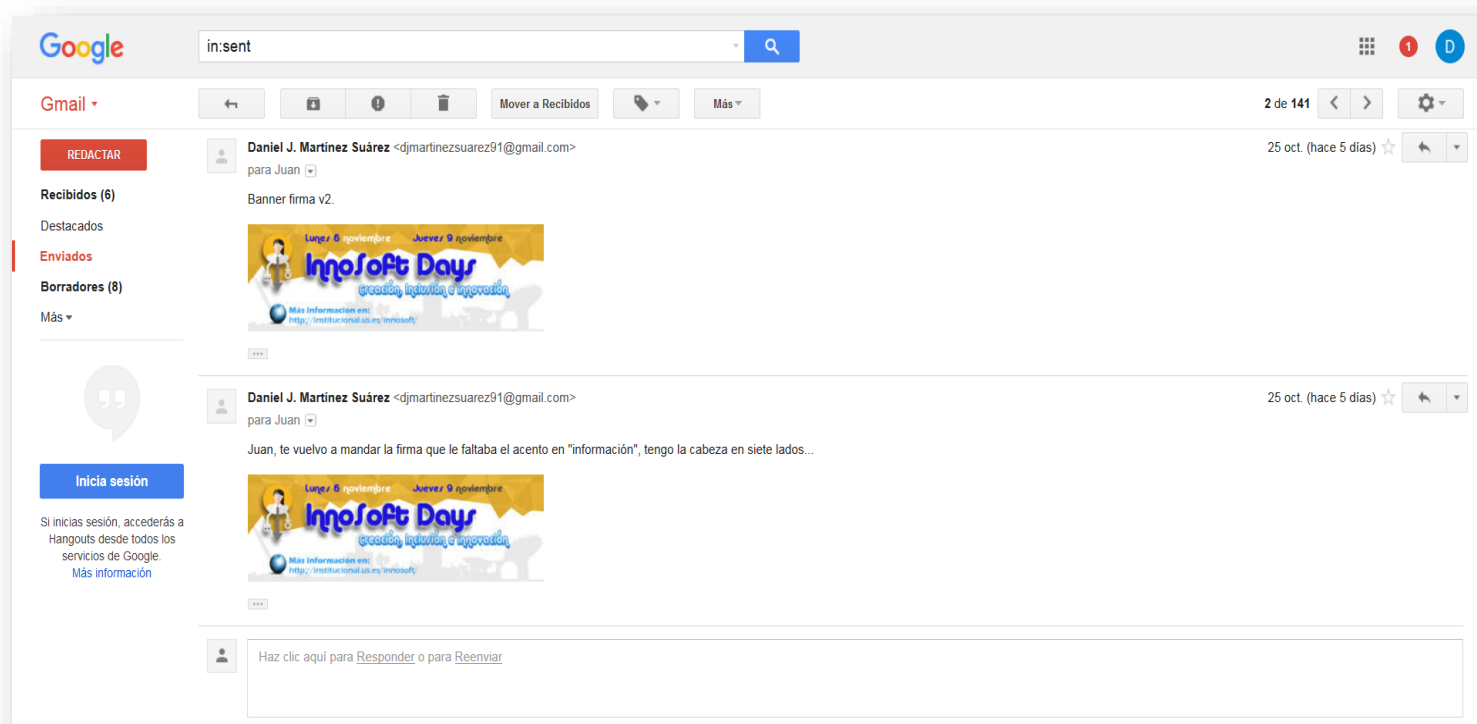 Google
in:sent
1
D
Gmail
Mover a Recibidos
Más
2 de 141
REDACTAR
Recibidos (6)
Destacados
Enviados
Borradores (8)
Más
Inicia sesión
Si inicias sesión, accederás a
Hangouts desde todos los
servicios de Google.
Más información
Daniel J. Martínez Suárez <djmartinezsuarez91@gmail.com>
25 oct. (hace 5 días)
para Juan
Banner firma v2.
Lunes 6 noviembre Jueves 9 noviembre
InnoSoft Days
Creación, inclusión e innovación
Más informacion en:
http://institucional.us.es/innosoft/
Daniel J. Martínez Suárez <djmartinezsuarez91@gmail.com>
25 oct. (hace 5 días)
para Juan
Juan, te vuelvo a mandar la firma que le faltaba el acento en "información", tengo la cabeza en siete lados...
Lunes 6 noviembre Jueves 9 noviembre
InnoSoft Days
Creación, inclusión e innovación
Más información en:
http://institucional.us.es/innosoft/
Haz clic aquí para Responder o para Reenviar